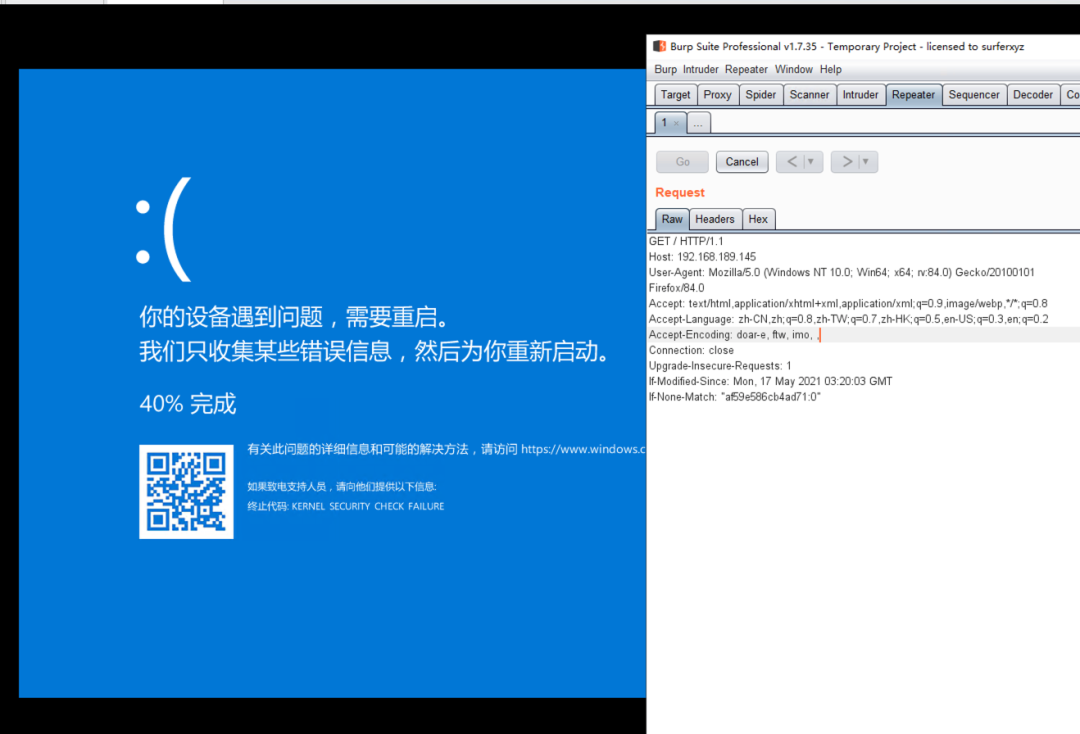 :(
你的设备遇到问题，需要重启。
我们只收集某些错误信息，然后为你重新启动。
40% 完成
有关此问题的详细信息和可能的解决方法，请访问 https://www.windows.c
如果致电支持人员，请向他们提供以下信息:
终止代码: KERNEL SECURITY CHECK FAILURE
Burp Suite Professional v1.7.35 - Temporary Project - licensed to surferxyz
Burp Intruder Repeater Window Help
Target Proxy Spider Scanner Intruder Repeater Sequencer Decoder Co
1 × ...
Go Cancel < ▼ > ▼
Request
Raw Headers Hex
GET / HTTP/1.1
Host: 192.168.189.145
User-Agent: Mozilla/5.0 (Windows NT 10.0; Win64; x64; rv:84.0) Gecko/20100101
Firefox/84.0
Accept: text/html,application/xhtml+xml,application/xml;q=0.9,image/webp,*/*;q=0.8
Accept-Language: zh-CN,zh;q=0.8,zh-TW;q=0.7,zh-HK;q=0.5,en-US;q=0.3,en;q=0.2
Accept-Encoding: doar-e, ftw, imo, ,
Connection: close
Upgrade-Insecure-Requests: 1
If-Modified-Since: Mon, 17 May 2021 03:20:03 GMT
If-None-Match: "af59e586cb4ad71:0"